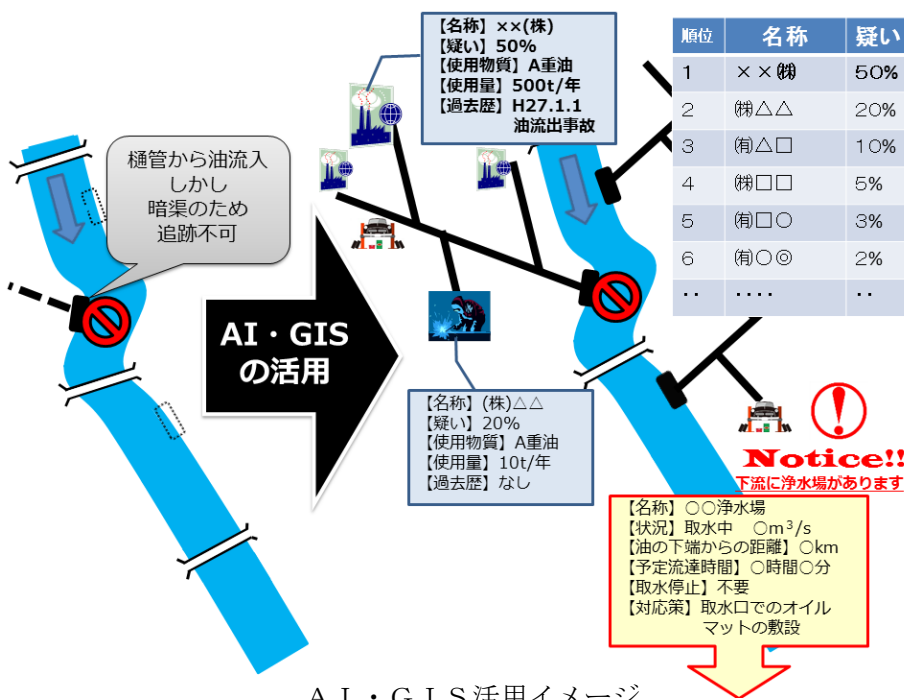 樋管から油流入
しかし
暗渠のため
追跡不可
AI・GIS
の活用
【名称】××(株)
【疑い】50%
【使用物質】A重油
【使用量】500t/年
【過去歴】H27.1.1
油流出事故
【名称】(株)△△
【疑い】20%
【使用物質】A重油
【使用量】10t/年
【過去歴】なし
順位 名称 疑い
1 ××㈱ 50%
2 ㈱△△ 20%
3 ㈲△□ 10%
4 ㈱□□ 5%
5 ㈲□○ 3%
6 ㈲○◎ 2%
‥ ‥‥ ‥
Notice!!
下流に浄水場があります
【名称】○○浄水場
【状況】取水中 ○m³/s
【油の下端からの距離】○km
【予定流達時間】○時間○分
【取水停止】不要
【対応策】取水口でのオイル
マットの敷設
ＡＩ・ＧＩＳ活用イメージ